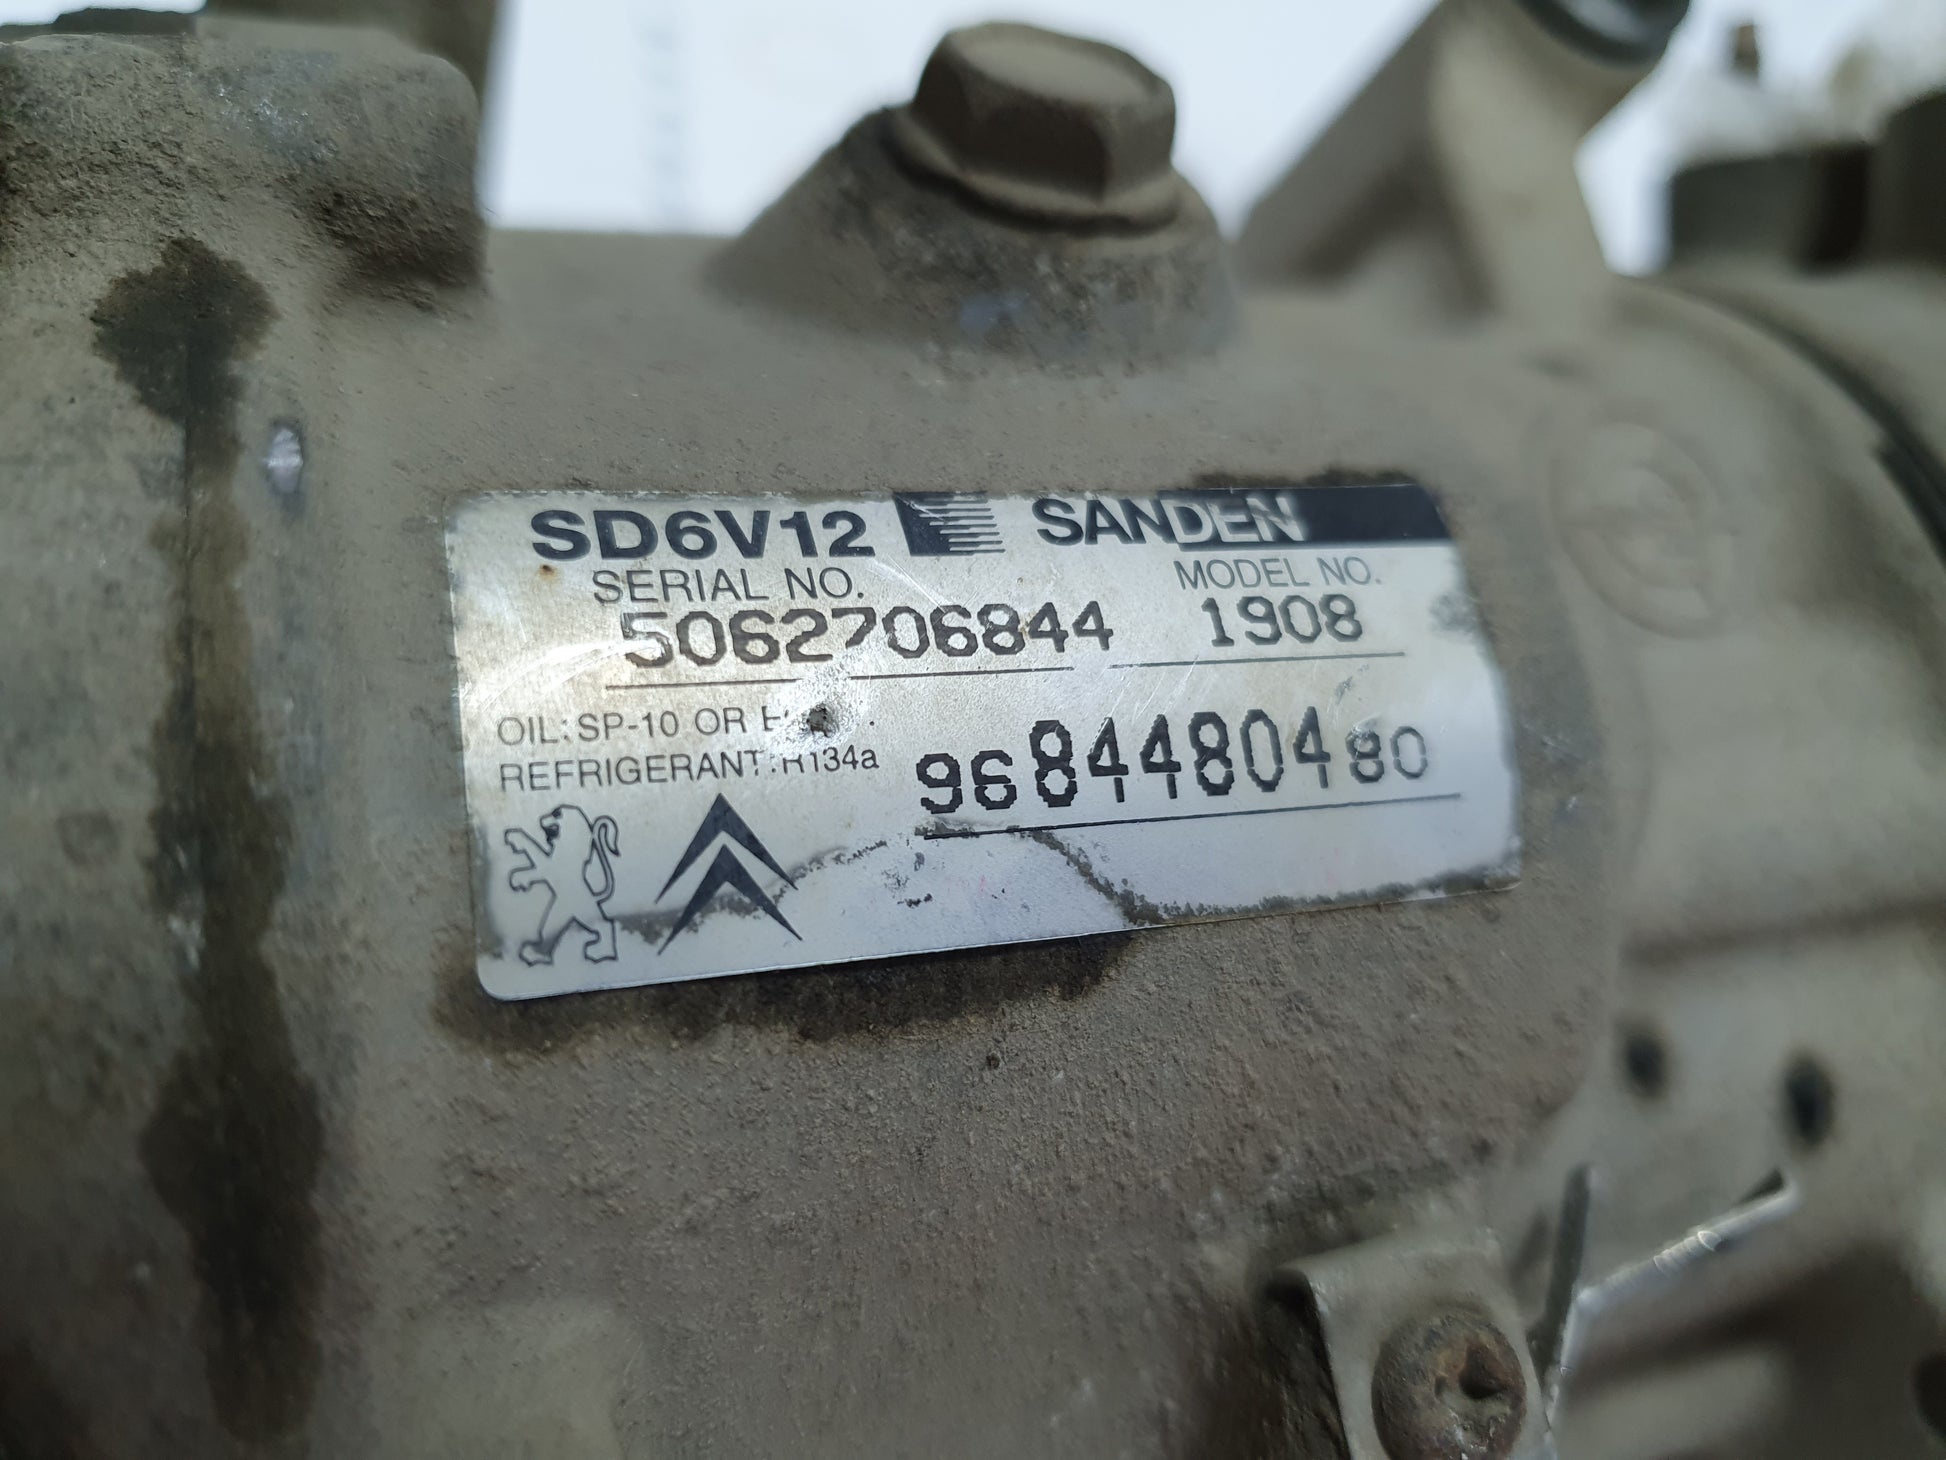 SD6V12 SANDEN
SERIAL NO. MODEL NO.
5062706844 1908
OIL: SP-10 OR
REFRIGERANT: R134a
9684480480